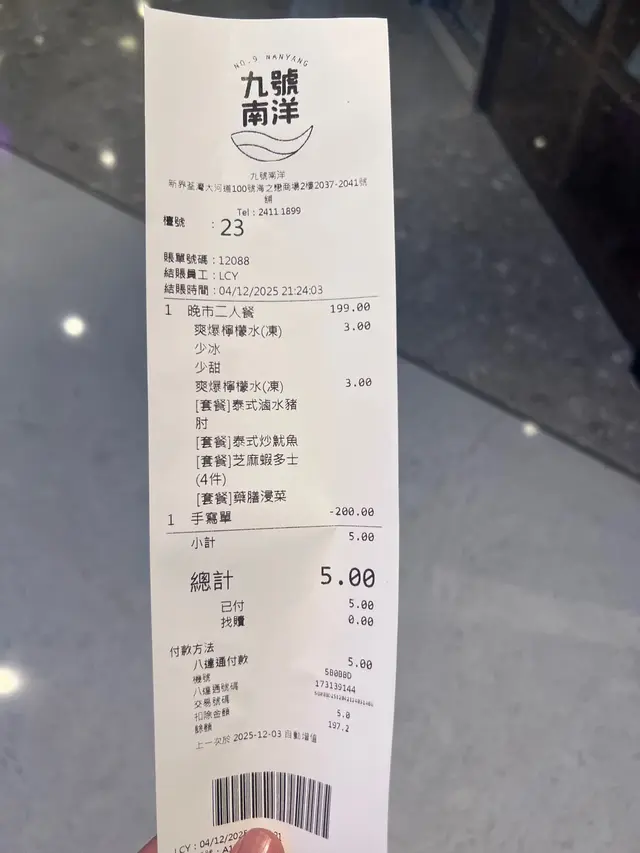 NO.9 NANYANG
九號
南洋
九號南洋
新界荃灣大河道100號海之戀商場2樓2037-2041號
舖
Tel：2411 1899
檯號 ：23
賬單號碼：12088
結賬員工：LCY
結賬時間：04/12/2025 21:24:03
1 晚市二人餐 199.00
爽爆檸檬水(凍) 3.00
少冰
少甜
爽爆檸檬水(凍) 3.00
[套餐]泰式滷水豬
肘
[套餐]泰式炒魷魚
[套餐]芝麻蝦多士
(4件)
[套餐]藥膳浸菜
1 手寫單 -200.00
小計 5.00
總計 5.00
已付 5.00
找贖 0.00
付款方法
八達通付款 5.00
機號 5B0B0D
八達通號碼 173139144
交易號碼
扣除金額 5.0
餘額 197.2
上一次於 2025-12-03 自動增值
LCY：04/12/202